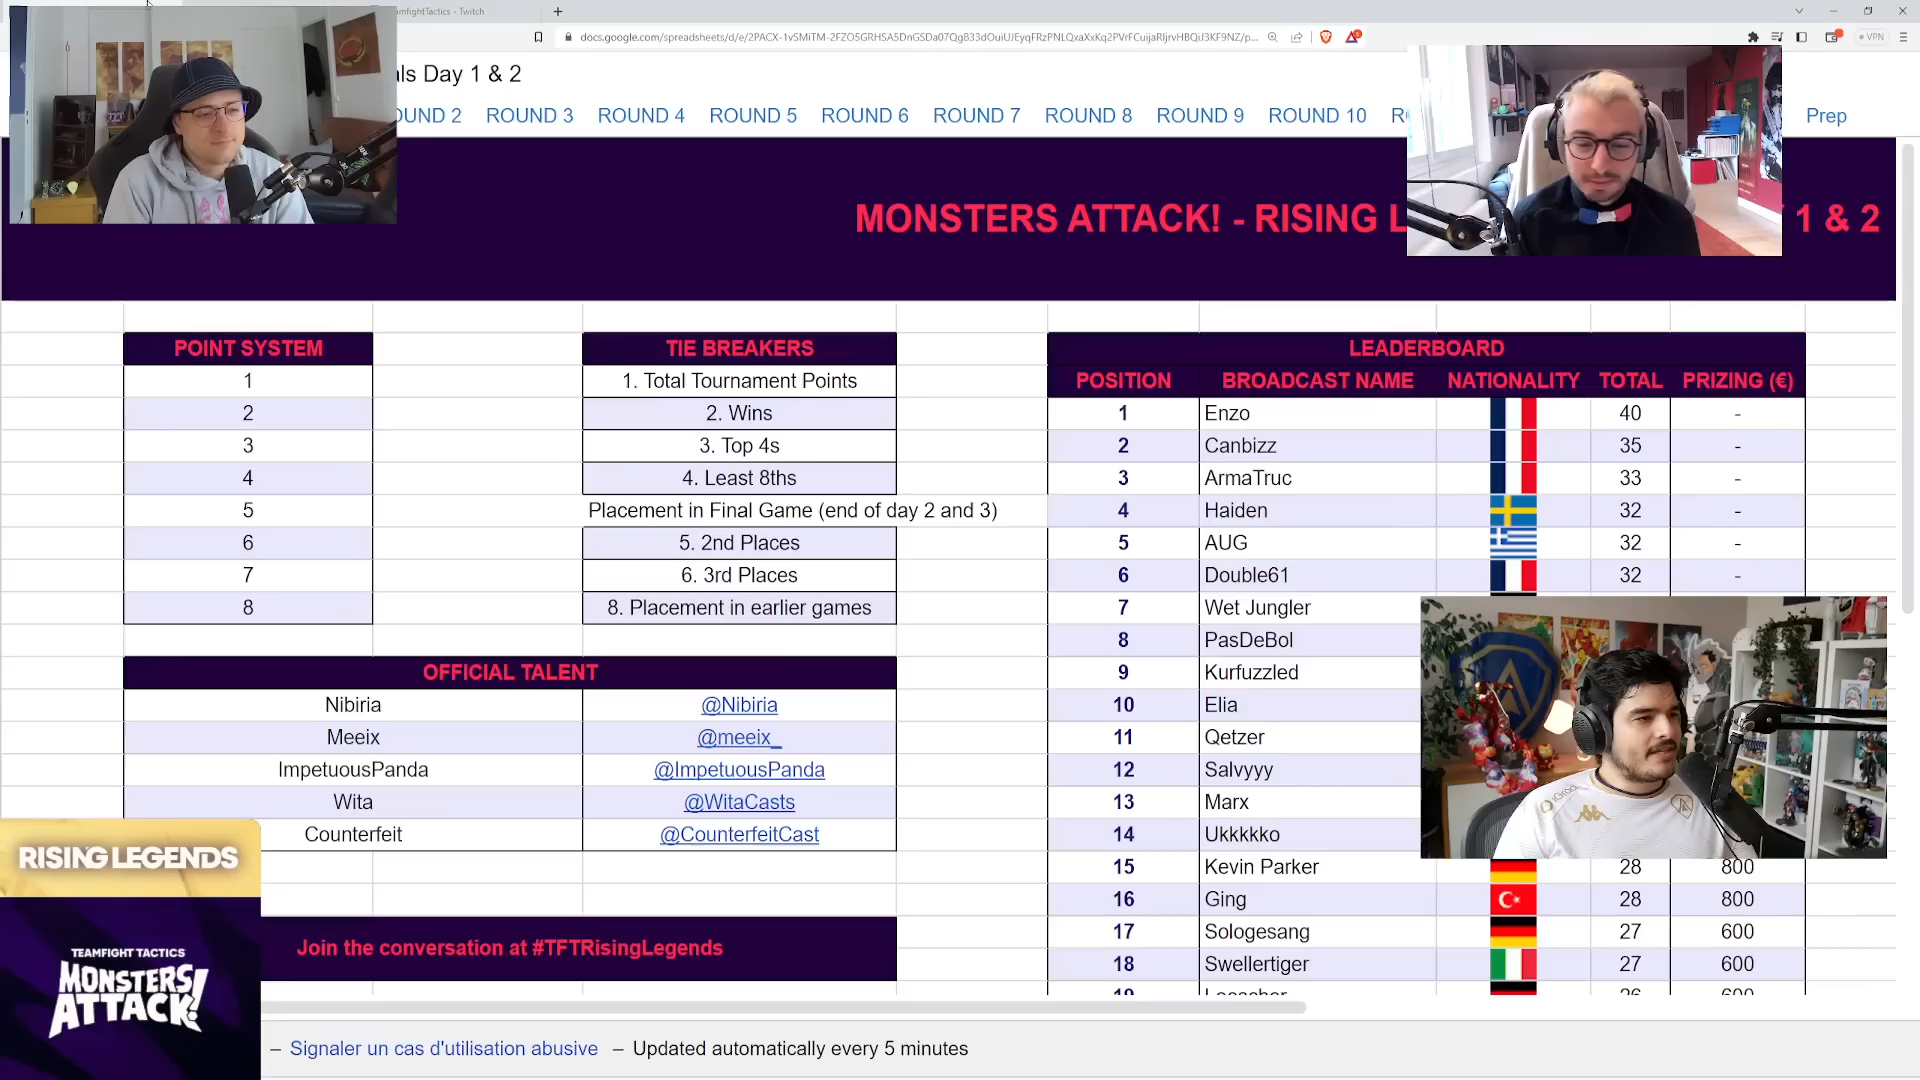 amfightTactics - Twitch
docs.google.com/spreadsheets/d/e/2PACX-1vSMiTM-2FZO5GRHSA5DnGSDa07QgB33dOuiUJEyqFRzPNLQxaXxKq2PVrFCuijaRJjrvHBQiJ3KF9NZ/p...
VPN
als Day 1 & 2
OUND 2 ROUND 3 ROUND 4 ROUND 5 ROUND 6 ROUND 7 ROUND 8 ROUND 9 ROUND 10 Prep
MONSTERS ATTACK! - RISING L 1 & 2
POINT SYSTEM
1
2
3
4
5
6
7
8
TIE BREAKERS
1. Total Tournament Points
2. Wins
3. Top 4s
4. Least 8ths
Placement in Final Game (end of day 2 and 3)
5. 2nd Places
6. 3rd Places
8. Placement in earlier games
OFFICIAL TALENT
Nibiria @Nibiria
Meeix @meeix_
ImpetuousPanda @ImpetuousPanda
Wita @WitaCasts
Counterfeit @CounterfeitCast
Join the conversation at #TFTRisingLegends
LEADERBOARD
POSITION BROADCAST NAME NATIONALITY TOTAL PRIZING (€)
1 Enzo 40 -
2 Canbizz 35 -
3 ArmaTruc 33 -
4 Haiden 32 -
5 AUG 32 -
6 Double61 32 -
7 Wet Jungler
8 PasDeBol
9 Kurfuzzled
10 Elia
11 Qetzer
12 Salvyyy
13 Marx
14 Ukkkkko
15 Kevin Parker 28 800
16 Ging 28 800
17 Sologesang 27 600
18 Swellertiger 27 600
RISING LEGENDS
TEAMFIGHT TACTICS
MONSTERS
ATTACK!
– Signaler un cas d'utilisation abusive – Updated automatically every 5 minutes